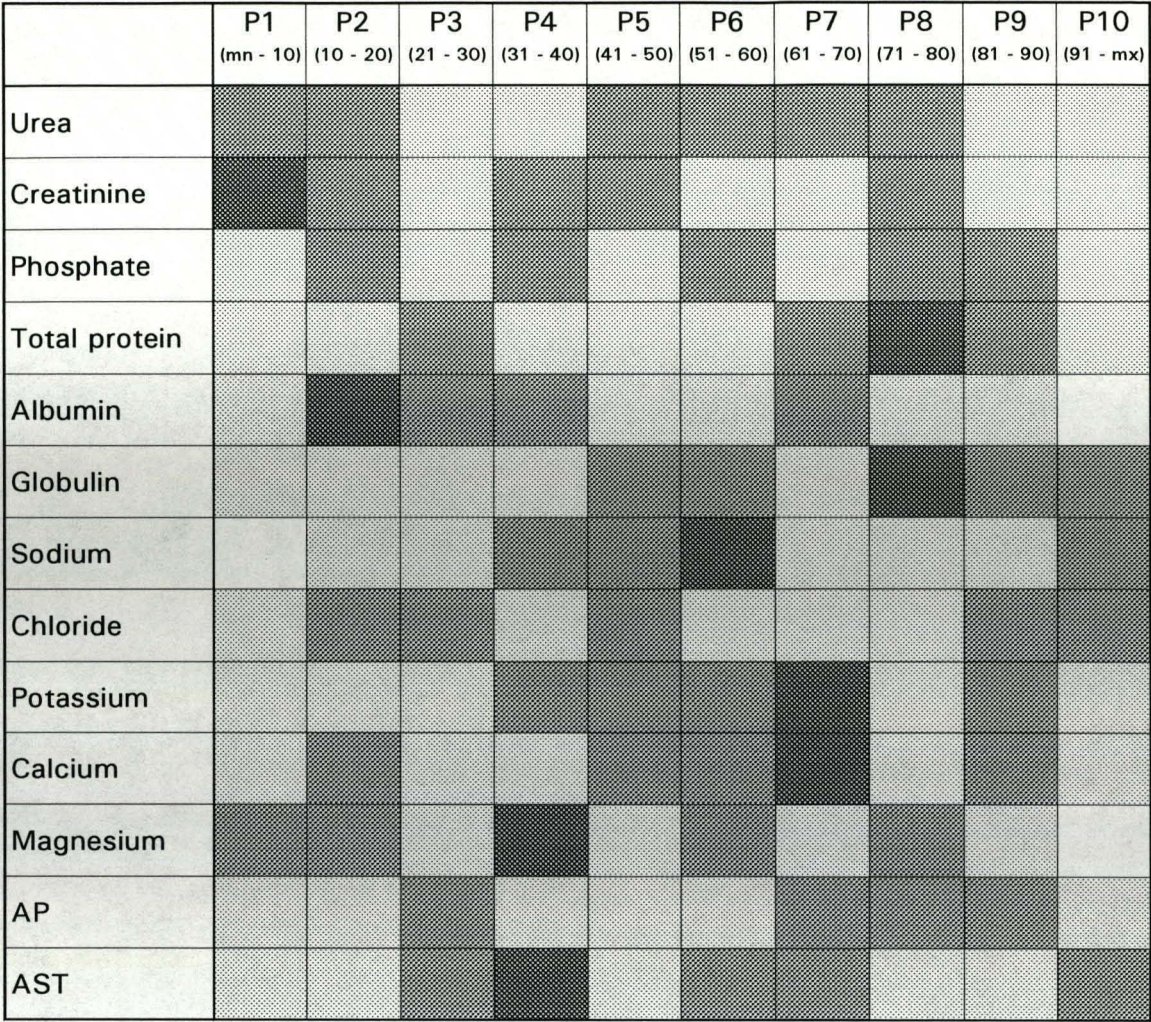 P1 P2 P3 P4 P5 P6 P7 P8 P9 P10
(mn - 10) (10 - 20) (21 - 30) (31 - 40) (41 - 50) (51 - 60) (61 - 70) (71 - 80) (81 - 90) (91 - mx)
Urea
Creatinine
Phosphate
Total protein
Albumin
Globulin
Sodium
Chloride
Potassium
Calcium
Magnesium
AP
AST